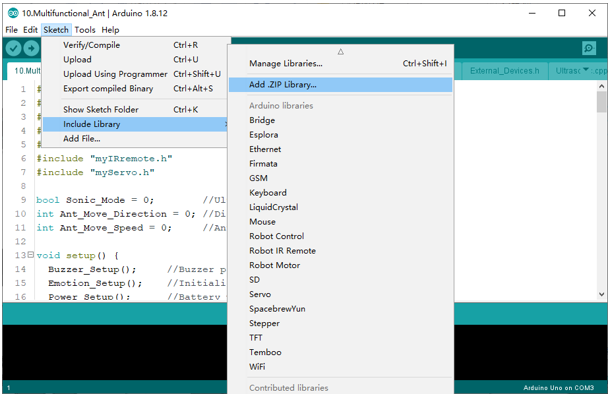 10.Multifunctional_Ant | Arduino 1.8.12
File Edit Sketch Tools Help
Verify/Compile Ctrl+R
Upload Ctrl+U
Upload Using Programmer Ctrl+Shift+U
Export compiled Binary Ctrl+Alt+S
Show Sketch Folder Ctrl+K
Include Library
Add File...
Manage Libraries... Ctrl+Shift+I
Add .ZIP Library...
Arduino libraries
Bridge
Esplora
Ethernet
Firmata
GSM
Keyboard
LiquidCrystal
Mouse
Robot Control
Robot IR Remote
Robot Motor
SD
Servo
SpacebrewYun
Stepper
TFT
Temboo
WiFi
Contributed libraries
10.Mult
External_Devices.h
.cpp
1 #
2 #
3 #
4 #
5 #
6 #include "myIRremote.h"
7 #include "myServo.h"
8
9 bool Sonic_Mode = 0; //Ul
10 int Ant_Move_Direction = 0; //Di
11 int Ant_Move_Speed = 0; //An
12
13 void setup() {
14 Buzzer_Setup(); //Buzzer p
15 Emotion_Setup(); //Initiali
16 Power_Setup(); //Battery
1
Arduino Uno on COM3